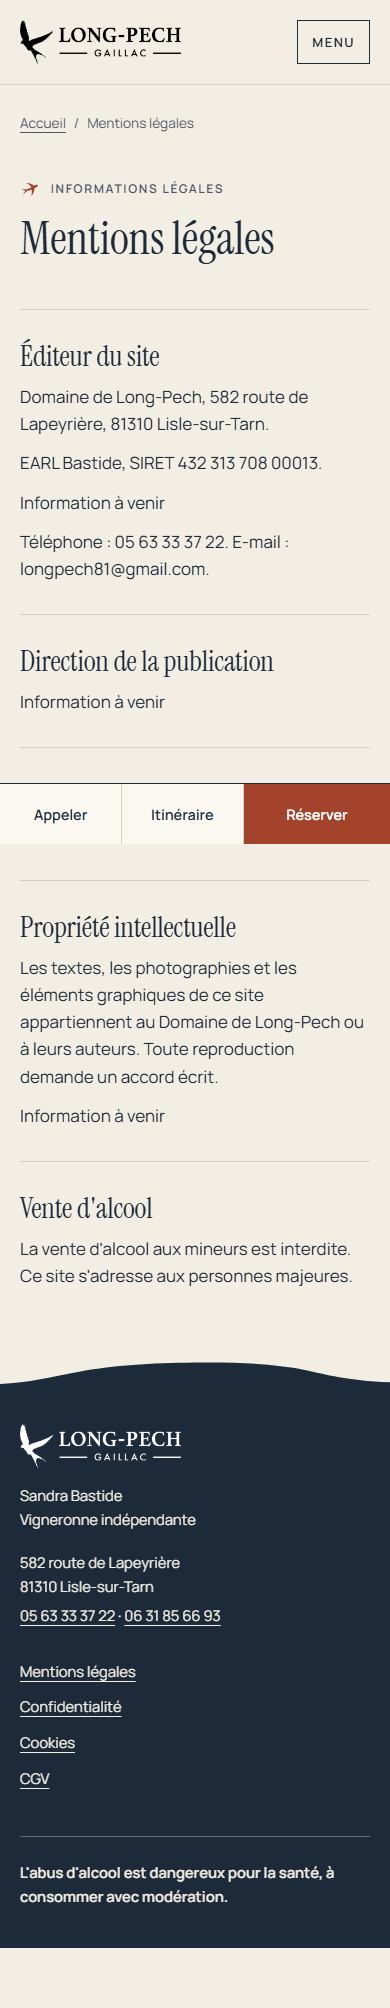 LONG-PECH
GAILLAC
MENU
Accueil / Mentions légales
INFORMATIONS LÉGALES
Mentions légales
Éditeur du site
Domaine de Long-Pech, 582 route de
Lapeyrière, 81310 Lisle-sur-Tarn.
EARL Bastide, SIRET 432 313 708 00013.
Information à venir
Téléphone : 05 63 33 37 22. E-mail :
longpech81@gmail.com.
Direction de la publication
Information à venir
Appeler Itinéraire Réserver
Propriété intellectuelle
Les textes, les photographies et les
éléments graphiques de ce site
appartiennent au Domaine de Long-Pech ou
à leurs auteurs. Toute reproduction
demande un accord écrit.
Information à venir
Vente d'alcool
La vente d'alcool aux mineurs est interdite.
Ce site s'adresse aux personnes majeures.
LONG-PECH
GAILLAC
Sandra Bastide
Vigneronne indépendante
582 route de Lapeyrière
81310 Lisle-sur-Tarn
05 63 33 37 22 · 06 31 85 66 93
Mentions légales
Confidentialité
Cookies
CGV
L'abus d'alcool est dangereux pour la santé, à
consommer avec modération.